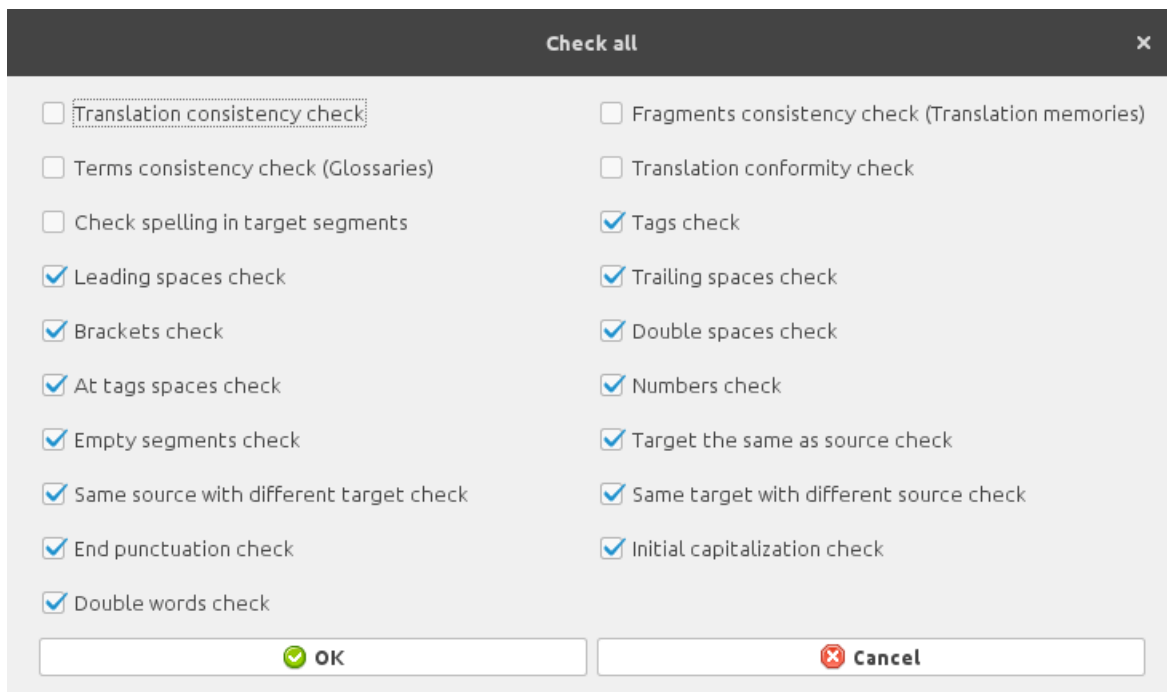 Check all
Translation consistency check
Fragments consistency check (Translation memories)
Terms consistency check (Glossaries)
Translation conformity check
Check spelling in target segments
Tags check
Leading spaces check
Trailing spaces check
Brackets check
Double spaces check
At tags spaces check
Numbers check
Empty segments check
Target the same as source check
Same source with different target check
Same target with different source check
End punctuation check
Initial capitalization check
Double words check
OK
Cancel